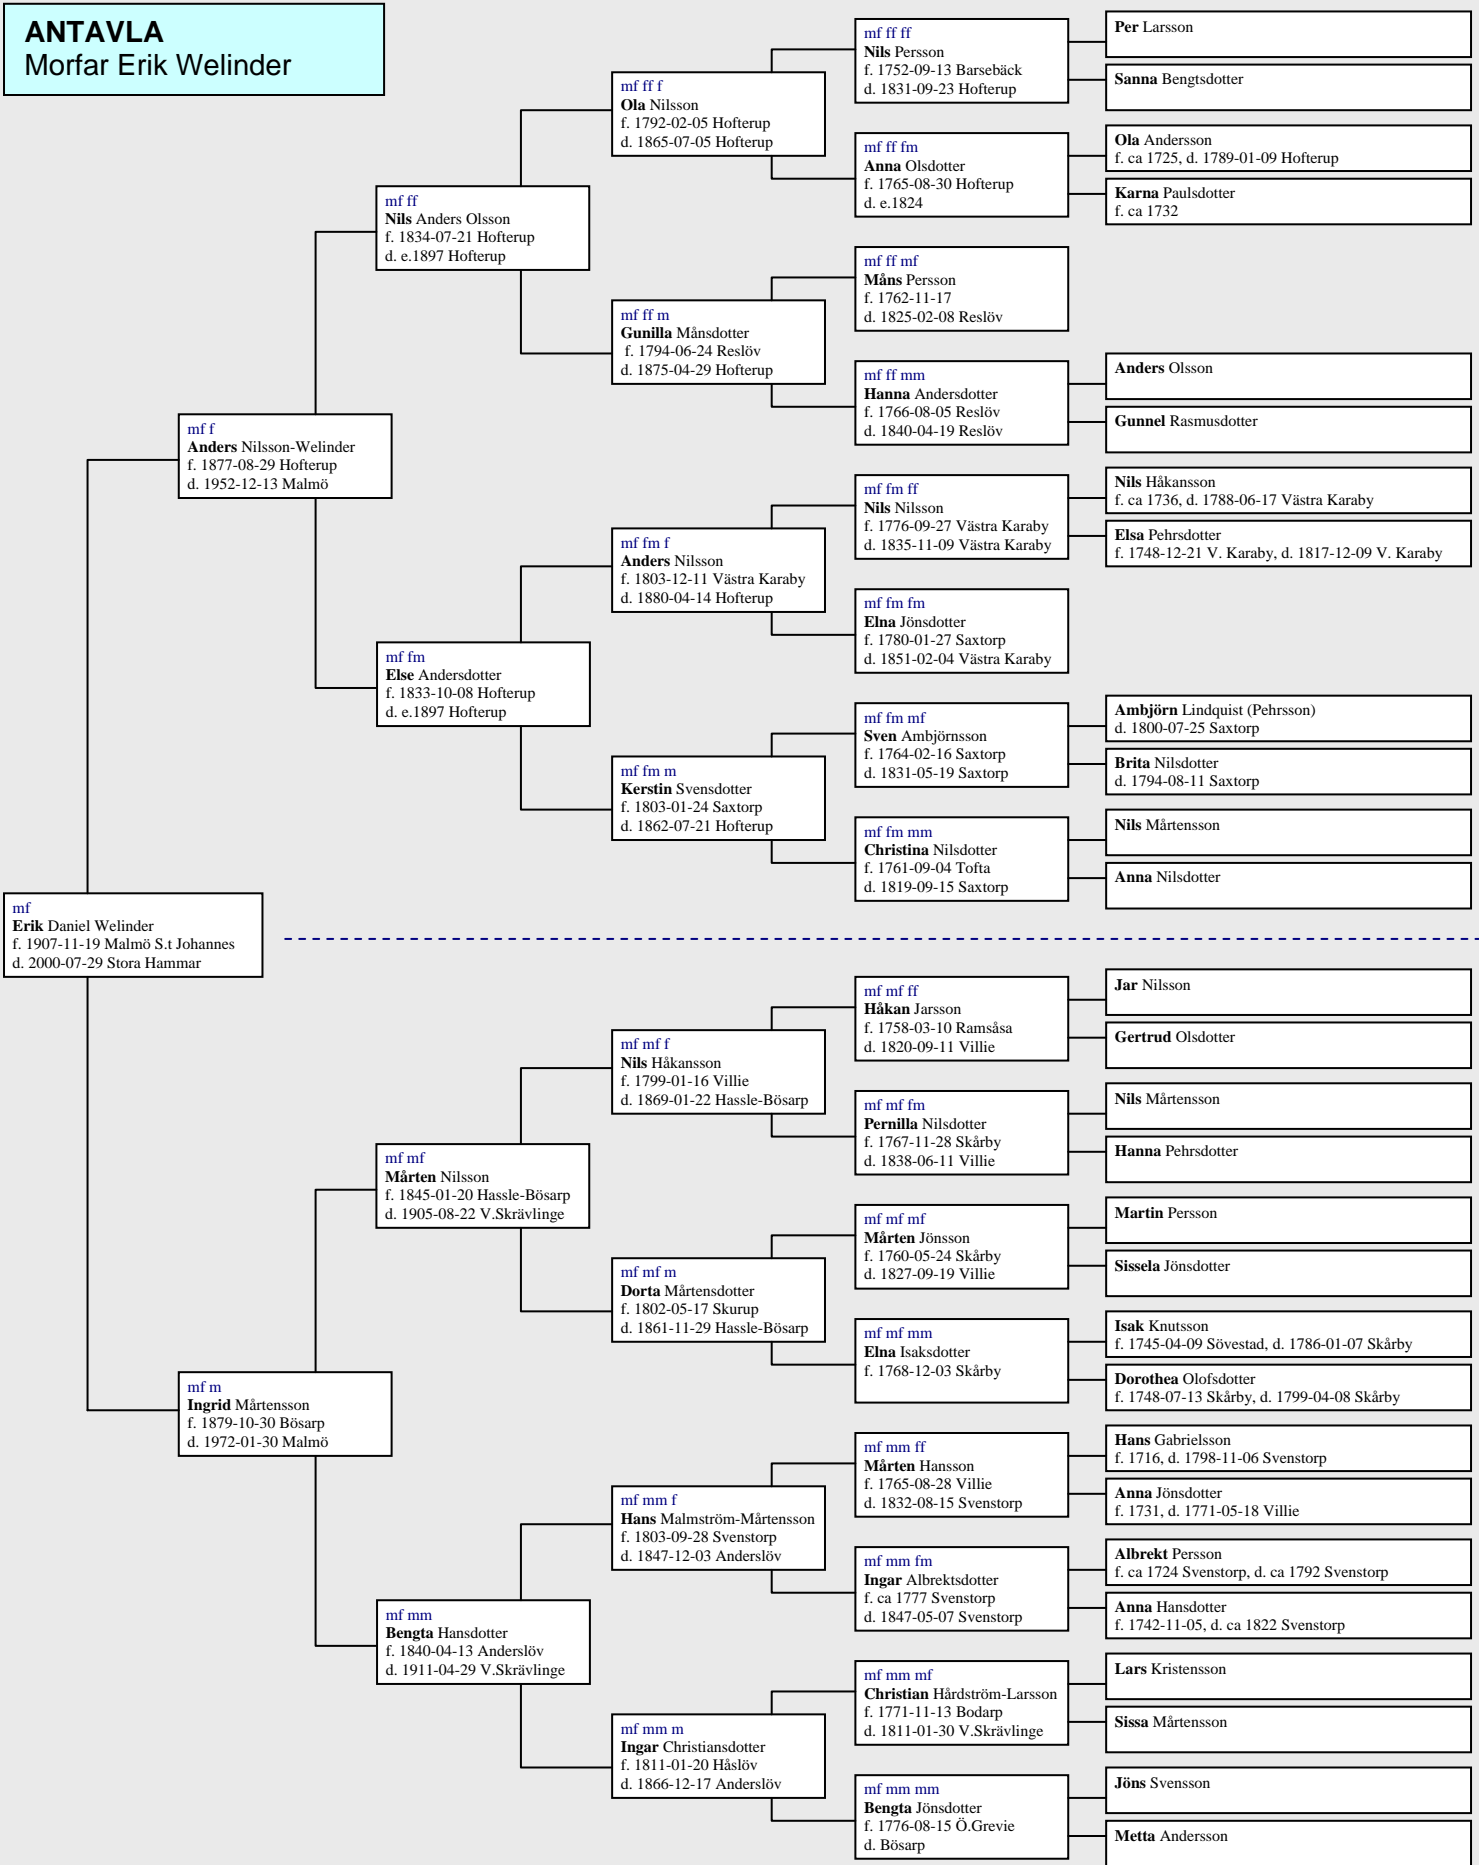 ANTAVLA
Morfar Erik Welinder
mf
Erik Daniel Welinder
f. 1907-11-19 Malmö S.t Johannes
d. 2000-07-29 Stora Hammar
mf f
Anders Nilsson-Welinder
f. 1877-08-29 Hofterup
d. 1952-12-13 Malmö
mf m
Ingrid Mårtensson
f. 1879-10-30 Bösarp
d. 1972-01-30 Malmö
mf ff
Nils Anders Olsson
f. 1834-07-21 Hofterup
d. e.1897 Hofterup
mf fm
Else Andersdotter
f. 1833-10-08 Hofterup
d. e.1897 Hofterup
mf mf
Mårten Nilsson
f. 1845-01-20 Hassle-Bösarp
d. 1905-08-22 V.Skrävlinge
mf mm
Bengta Hansdotter
f. 1840-04-13 Anderslöv
d. 1911-04-29 V.Skrävlinge
mf ff f
Ola Nilsson
f. 1792-02-05 Hofterup
d. 1865-07-05 Hofterup
mf ff m
Gunilla Månsdotter
f. 1794-06-24 Reslöv
d. 1875-04-29 Hofterup
mf fm f
Anders Nilsson
f. 1803-12-11 Västra Karaby
d. 1880-04-14 Hofterup
mf fm m
Kerstin Svensdotter
f. 1803-01-24 Saxtorp
d. 1862-07-21 Hofterup
mf mf f
Nils Håkansson
f. 1799-01-16 Villie
d. 1869-01-22 Hassle-Bösarp
mf mf m
Dorta Mårtensdotter
f. 1802-05-17 Skurup
d. 1861-11-29 Hassle-Bösarp
mf mm f
Hans Malmström-Mårtensson
f. 1803-09-28 Svenstorp
d. 1847-12-03 Anderslöv
mf mm m
Ingar Christiansdotter
f. 1811-01-20 Håslöv
d. 1866-12-17 Anderslöv
mf ff ff
Nils Persson
f. 1752-09-13 Barsebäck
d. 1831-09-23 Hofterup
mf ff fm
Anna Olsdotter
f. 1765-08-30 Hofterup
d. e.1824
mf ff mf
Måns Persson
f. 1762-11-17
d. 1825-02-08 Reslöv
mf ff mm
Hanna Andersdotter
f. 1766-08-05 Reslöv
d. 1840-04-19 Reslöv
mf fm ff
Nils Nilsson
f. 1776-09-27 Västra Karaby
d. 1835-11-09 Västra Karaby
mf fm fm
Elna Jönsdotter
f. 1780-01-27 Saxtorp
d. 1851-02-04 Västra Karaby
mf fm mf
Sven Ambjörnsson
f. 1764-02-16 Saxtorp
d. 1831-05-19 Saxtorp
mf fm mm
Christina Nilsdotter
f. 1761-09-04 Tofta
d. 1819-09-15 Saxtorp
mf mf ff
Håkan Jarsson
f. 1758-03-10 Ramsåsa
d. 1820-09-11 Villie
mf mf fm
Pernilla Nilsdotter
f. 1767-11-28 Skårby
d. 1838-06-11 Villie
mf mf mf
Mårten Jönsson
f. 1760-05-24 Skårby
d. 1827-09-19 Villie
mf mf mm
Elna Isaksdotter
f. 1768-12-03 Skårby
mf mm ff
Mårten Hansson
f. 1765-08-28 Villie
d. 1832-08-15 Svenstorp
mf mm fm
Ingar Albrektsdotter
f. ca 1777 Svenstorp
d. 1847-05-07 Svenstorp
mf mm mf
Christian Hårdström-Larsson
f. 1771-11-13 Bodarp
d. 1811-01-30 V.Skrävlinge
mf mm mm
Bengta Jönsdotter
f. 1776-08-15 Ö.Grevie
d. Bösarp
Per Larsson
Sanna Bengtsdotter
Ola Andersson
f. ca 1725, d. 1789-01-09 Hofterup
Karna Paulsdotter
f. ca 1732
Anders Olsson
Gunnel Rasmusdotter
Nils Håkansson
f. ca 1736, d. 1788-06-17 Västra Karaby
Elsa Pehrsdotter
f. 1748-12-21 V. Karaby, d. 1817-12-09 V. Karaby
Ambjörn Lindquist (Pehrsson)
d. 1800-07-25 Saxtorp
Brita Nilsdotter
d. 1794-08-11 Saxtorp
Nils Mårtensson
Anna Nilsdotter
Jar Nilsson
Gertrud Olsdotter
Nils Mårtensson
Hanna Pehrsdotter
Martin Persson
Sissela Jönsdotter
Isak Knutsson
f. 1745-04-09 Sövestad, d. 1786-01-07 Skårby
Dorothea Olofsdotter
f. 1748-07-13 Skårby, d. 1799-04-08 Skårby
Hans Gabrielsson
f. 1716, d. 1798-11-06 Svenstorp
Anna Jönsdotter
f. 1731, d. 1771-05-18 Villie
Albrekt Persson
f. ca 1724 Svenstorp, d. ca 1792 Svenstorp
Anna Hansdotter
f. 1742-11-05, d. ca 1822 Svenstorp
Lars Kristensson
Sissa Mårtensson
Jöns Svensson
Metta Andersson